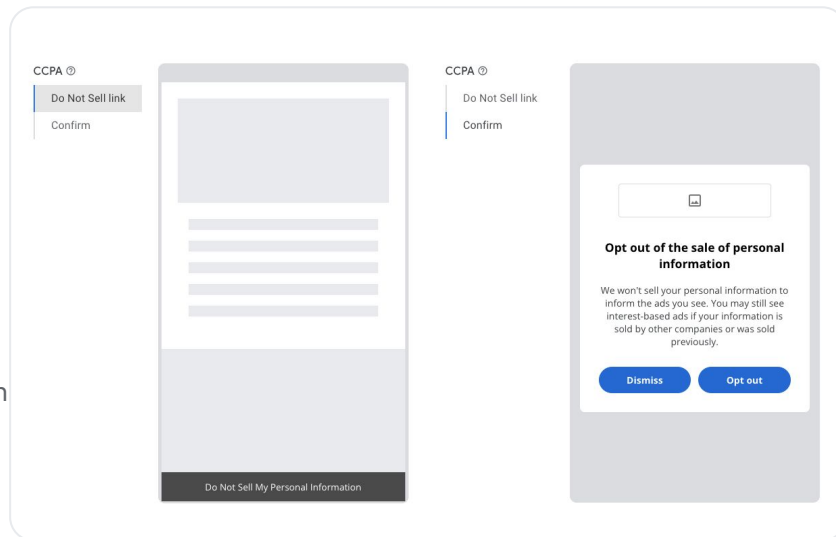 CCPA
Do Not Sell link
Confirm
Do Not Sell My Personal Information
CCPA
Do Not Sell link
Confirm
Opt out of the sale of personal
information
We won't sell your personal information to
inform the ads you see. You may still see
interest-based ads if your information is
sold by other companies or was sold
previously.
Dismiss
Opt out